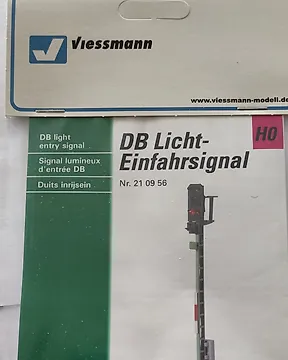 Viessmann
www.viessmann-modell.de
DB light
entry signal
Signal lumineux
d'entrée DB
Duits inrijsein
DB Licht-
Einfahrsignal
H0
Nr. 21 09 56